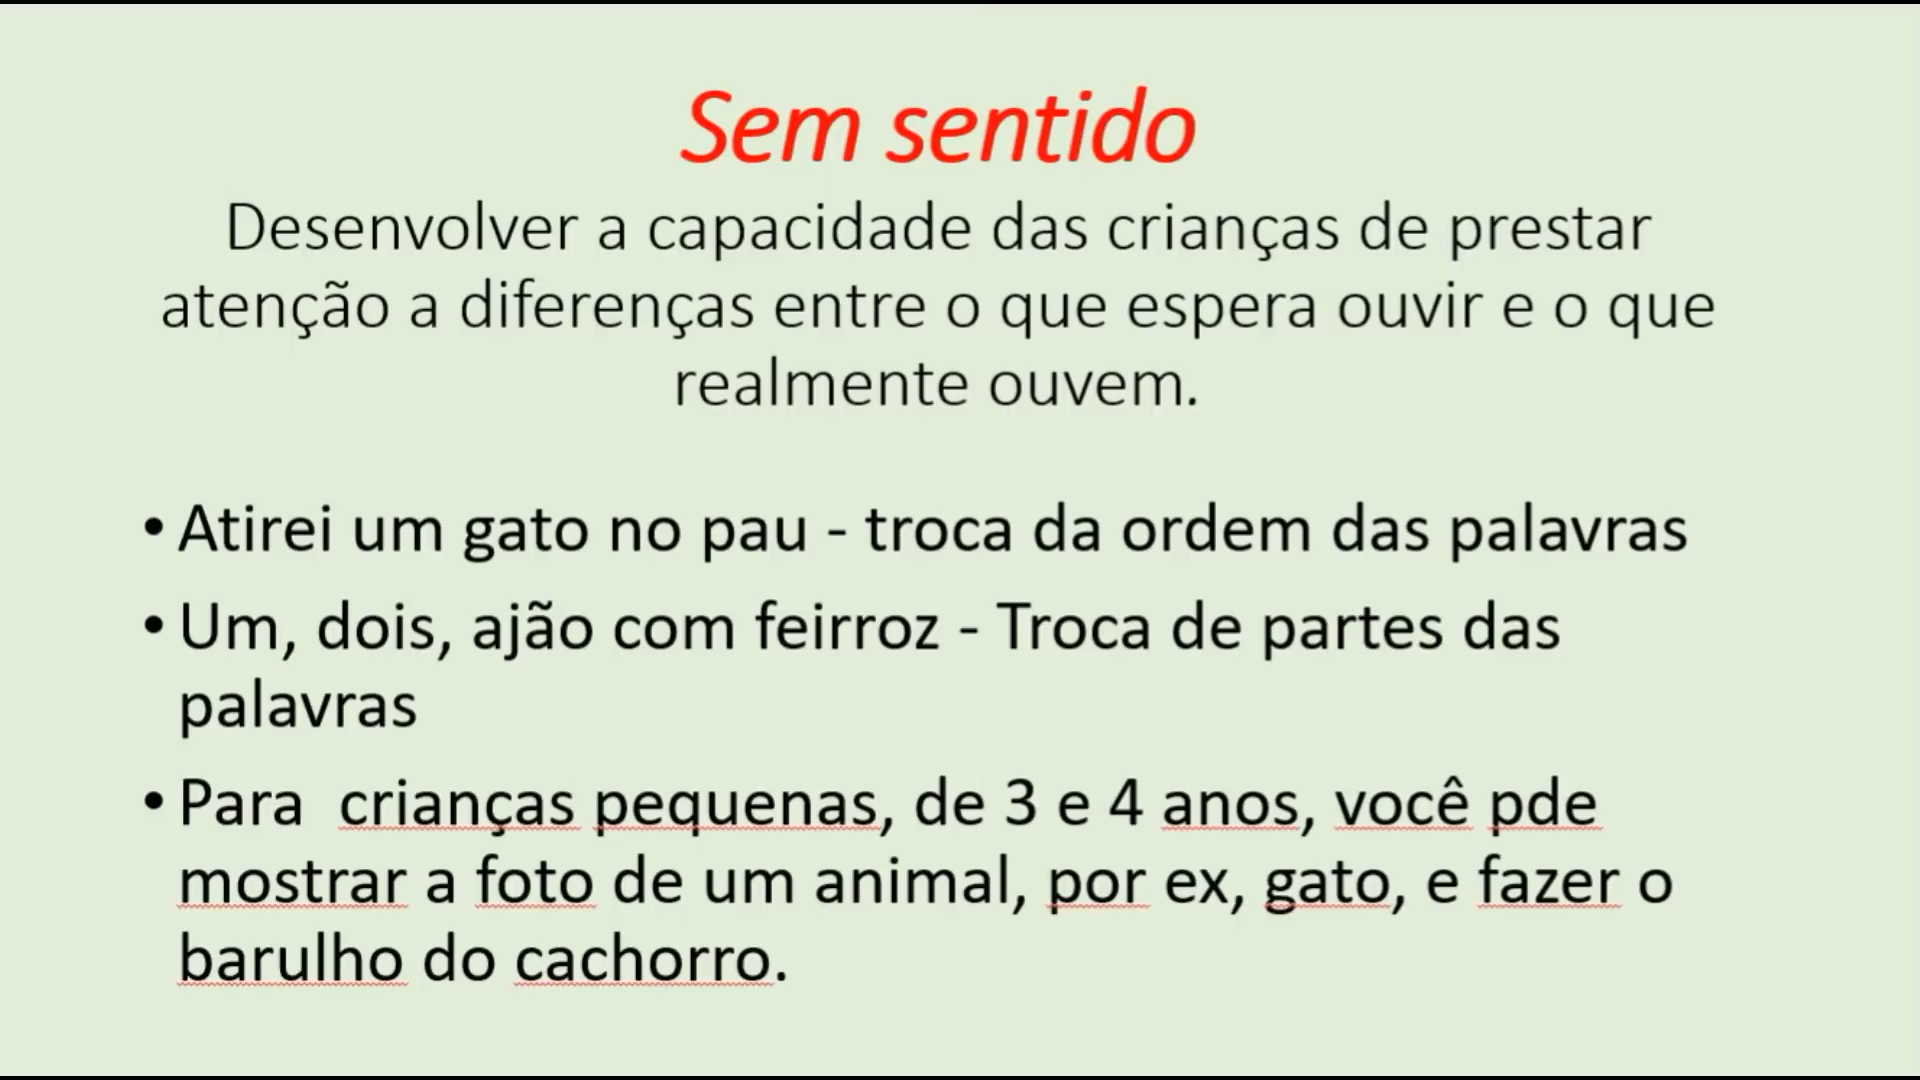 Sem sentido
Desenvolver a capacidade das crianças de prestar
atenção a diferenças entre o que espera ouvir e o que
realmente ouvem.
• Atirei um gato no pau - troca da ordem das palavras
• Um, dois, ajão com feirroz - Troca de partes das
palavras
• Para  crianças pequenas, de 3 e 4 anos, você pde
mostrar a foto de um animal, por ex, gato, e fazer o
barulho do cachorro.